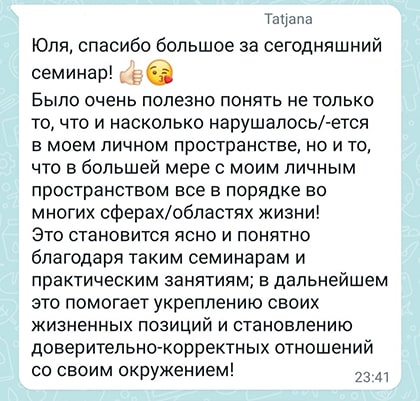 Tatjana
Юля, спасибо большое за сегодняшний
семинар! 👍🏻😘
Было очень полезно понять не только
то, что и насколько нарушалось/-ется
в моем личном пространстве, но и то,
что в большей мере с моим личным
пространством все в порядке во
многих сферах/областях жизни!
Это становится ясно и понятно
благодаря таким семинарам и
практическим занятиям; в дальнейшем
это помогает укреплению своих
жизненных позиций и становлению
доверительно-корректных отношений
со своим окружением!
23:41